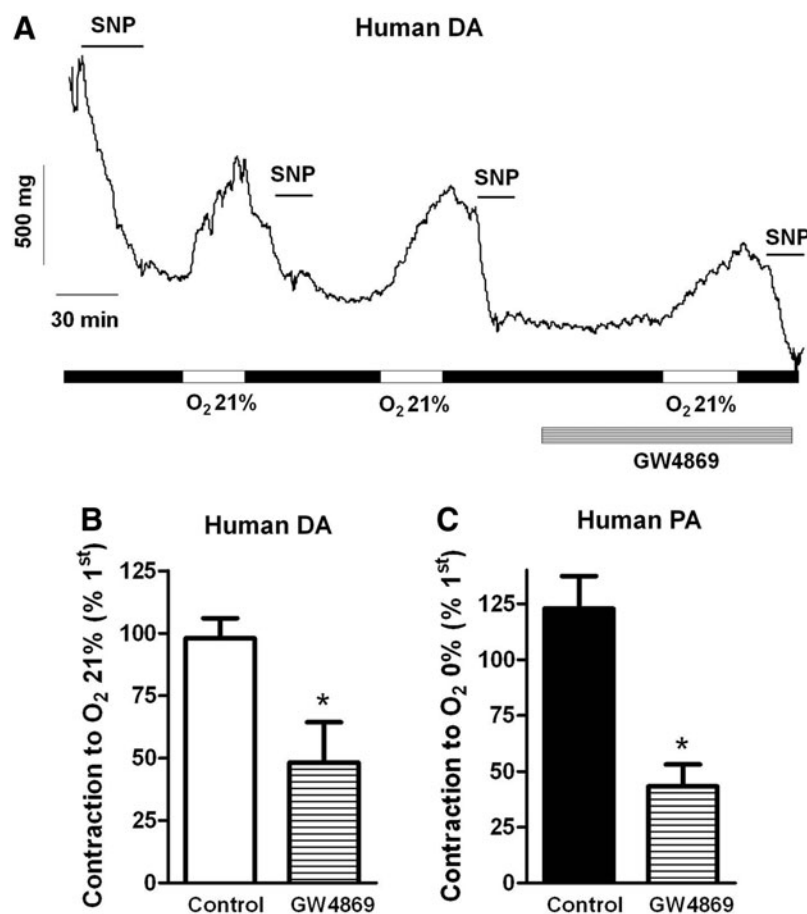 A
Human DA
SNP
SNP
SNP
SNP
500 mg
30 min
O₂ 21%
O₂ 21%
O₂ 21%
GW4869
B
Human DA
Contraction to O₂ 21% (% 1ˢᵗ)
125
100
75
50
25
0
Control
GW4869
*
C
Human PA
Contraction to O₂ 0% (% 1ˢᵗ)
125
100
75
50
25
0
Control
GW4869
*